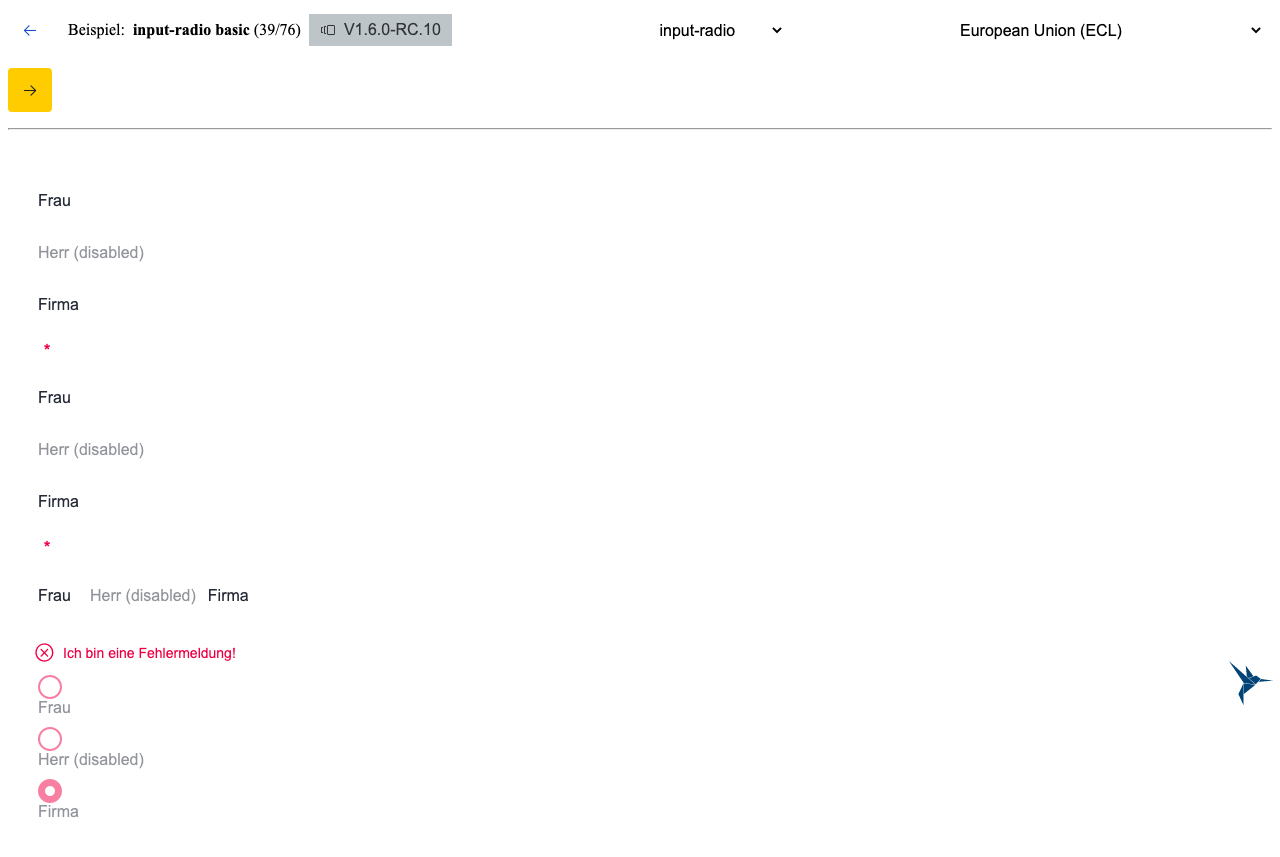 Beispiel: input-radio basic (39/76) V1.6.0-RC.10 input-radio European Union (ECL)
Frau
Herr (disabled)
Firma
*
Frau
Herr (disabled)
Firma
*
Frau Herr (disabled) Firma
Ich bin eine Fehlermeldung!
Frau
Herr (disabled)
Firma